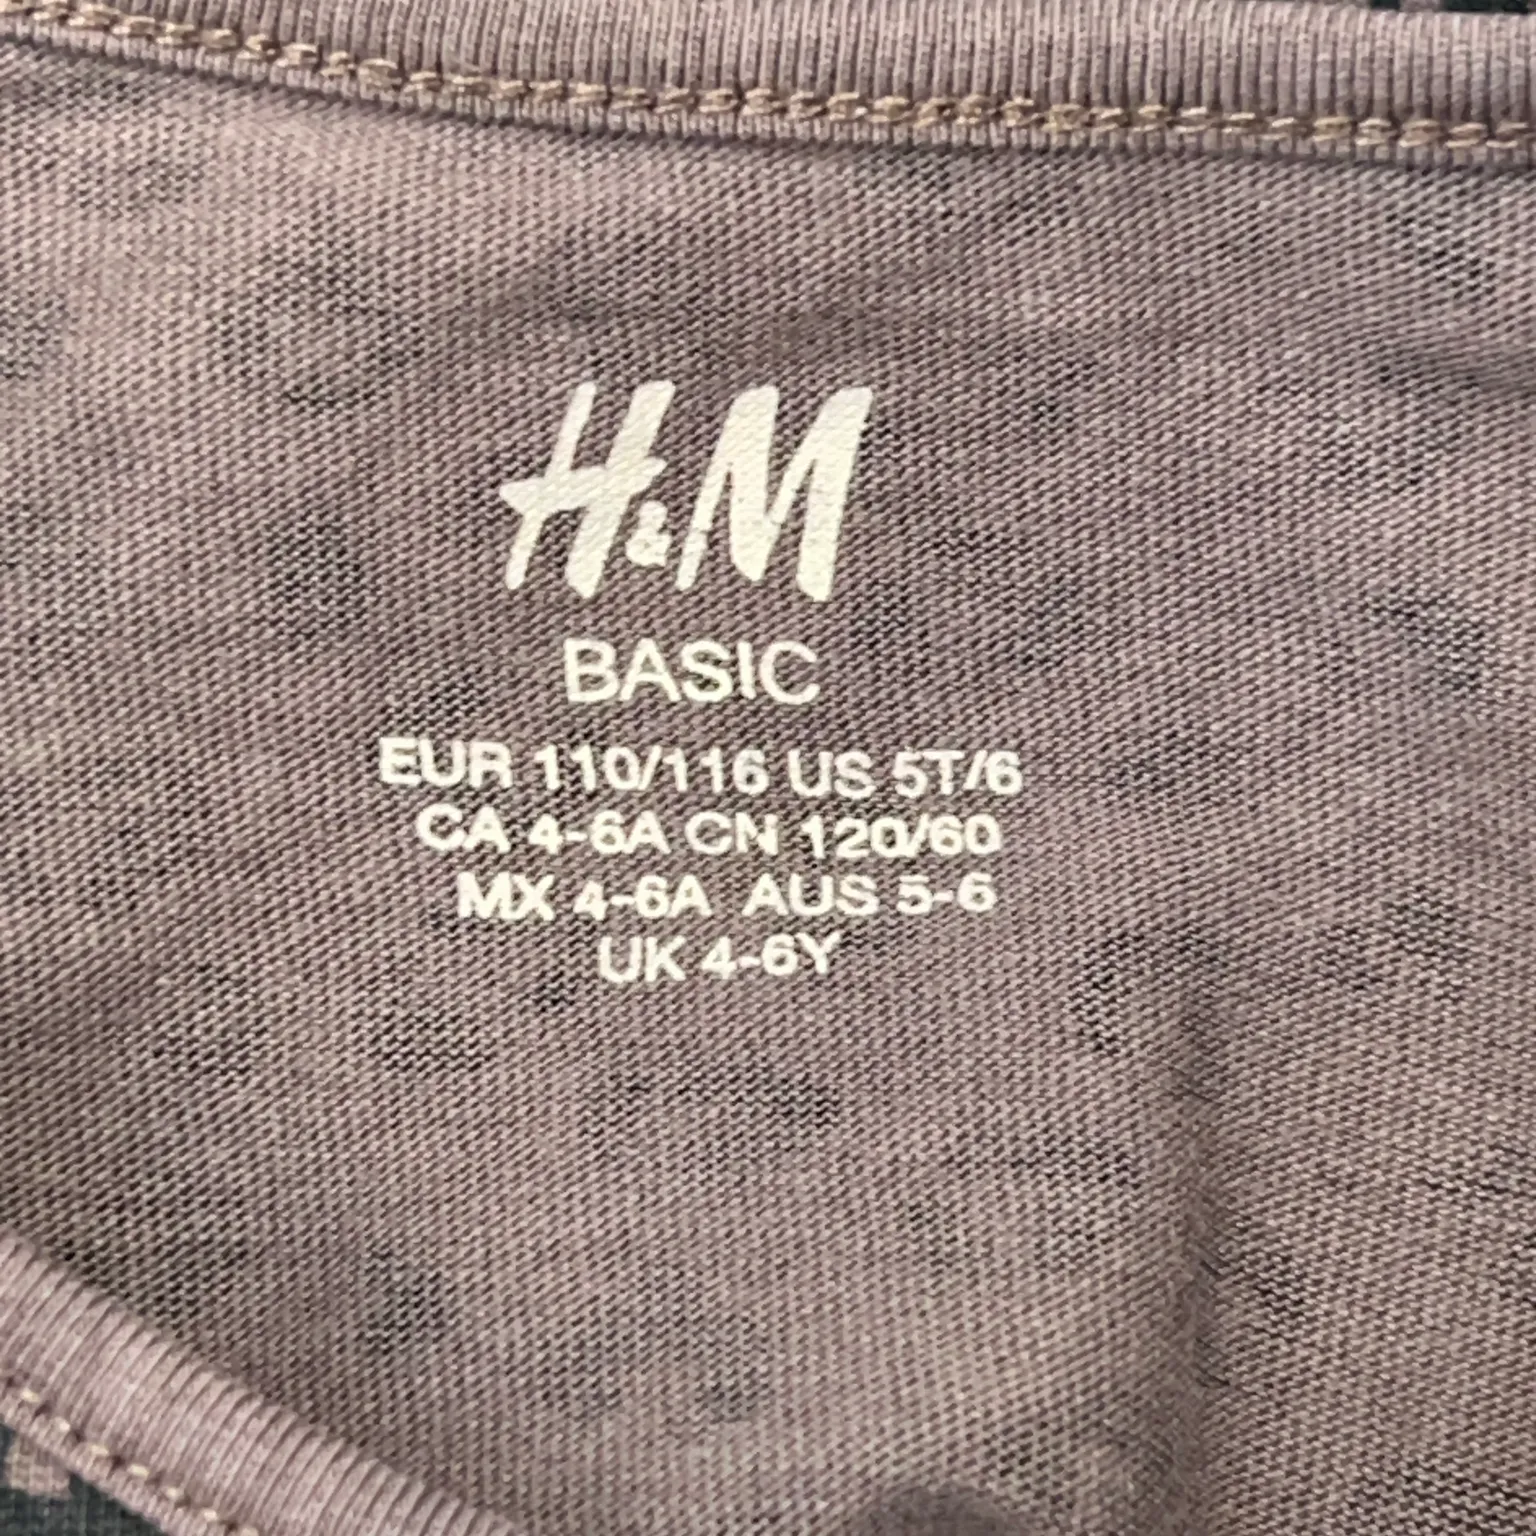 H&M
BASIC
EUR 110/116 US 5T/6
CA 4-6A CN 120/60
MX 4-6A AUS 5-6
UK 4-6Y